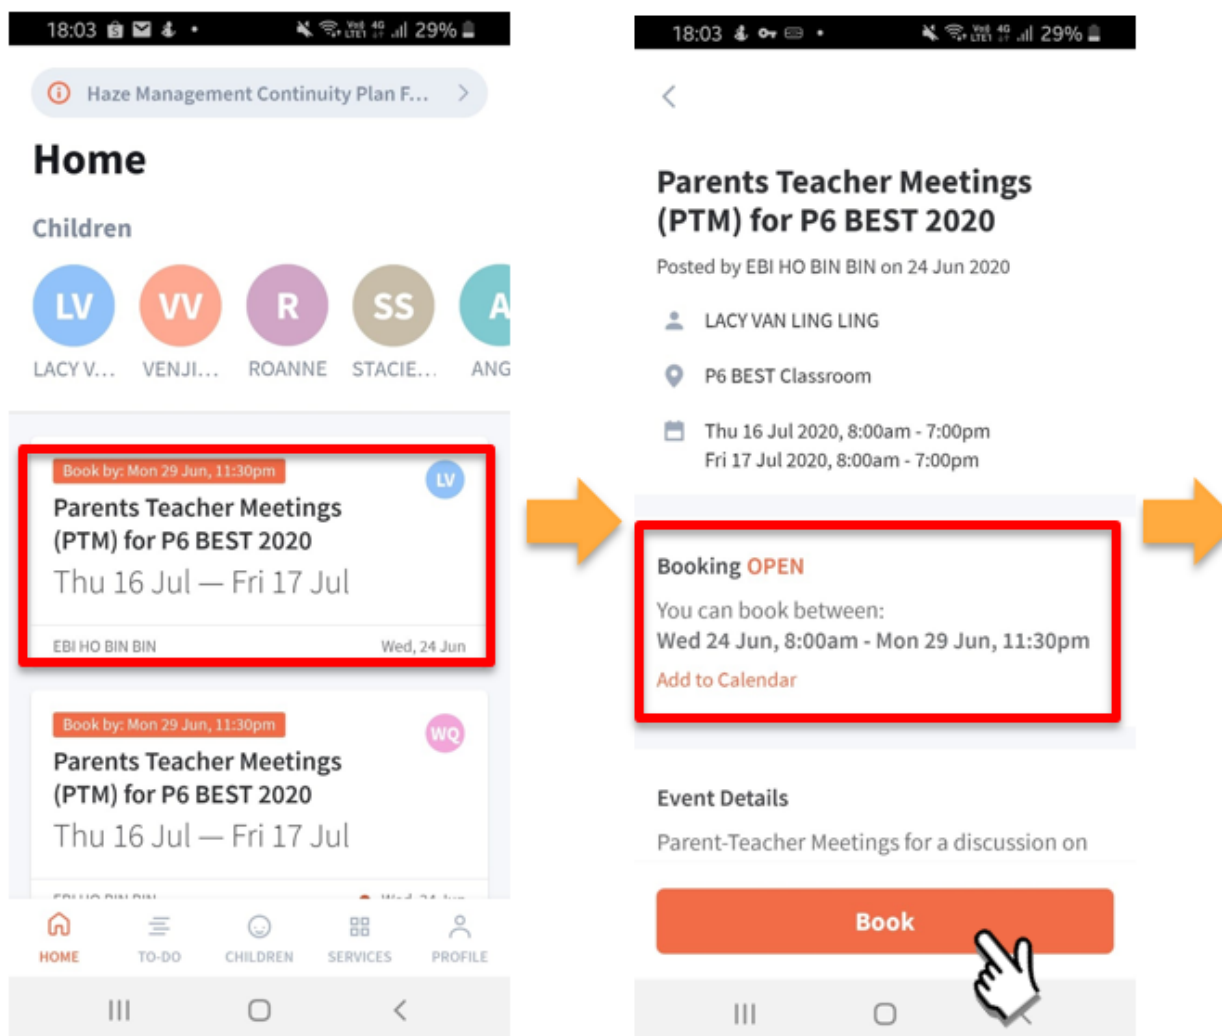 18:03
29%
Haze Management Continuity Plan F...
Home
Children
LV
VV
R
SS
A
LACY V...
VENJI...
ROANNE
STACIE...
ANG
Book by: Mon 29 Jun, 11:30pm
LV
Parents Teacher Meetings
(PTM) for P6 BEST 2020
Thu 16 Jul — Fri 17 Jul
EBI HO BIN BIN
Wed, 24 Jun
Book by: Mon 29 Jun, 11:30pm
WQ
Parents Teacher Meetings
(PTM) for P6 BEST 2020
Thu 16 Jul — Fri 17 Jul
EBI HO BIN BIN
Wed, 24 Jun
HOME
TO-DO
CHILDREN
SERVICES
PROFILE
18:03
29%
Parents Teacher Meetings
(PTM) for P6 BEST 2020
Posted by EBI HO BIN BIN on 24 Jun 2020
LACY VAN LING LING
P6 BEST Classroom
Thu 16 Jul 2020, 8:00am - 7:00pm
Fri 17 Jul 2020, 8:00am - 7:00pm
Booking OPEN
You can book between:
Wed 24 Jun, 8:00am - Mon 29 Jun, 11:30pm
Add to Calendar
Event Details
Parent-Teacher Meetings for a discussion on
Book